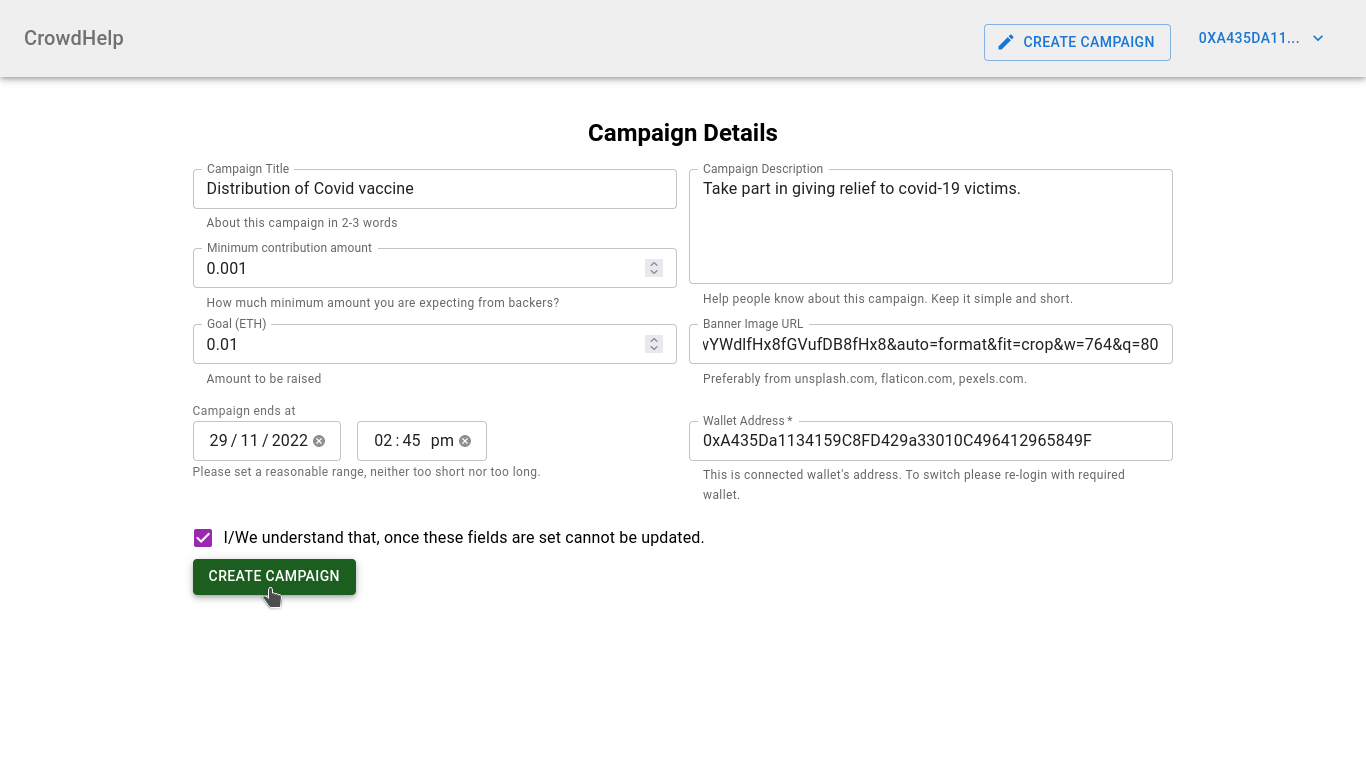 CrowdHelp
CREATE CAMPAIGN
0XA435DA11...
Campaign Details
Campaign Title
Distribution of Covid vaccine
About this campaign in 2-3 words
Minimum contribution amount
0.001
How much minimum amount you are expecting from backers?
Goal (ETH)
0.01
Amount to be raised
Campaign ends at
29 / 11 / 2022
02 : 45 pm
Please set a reasonable range, neither too short nor too long.
Campaign Description
Take part in giving relief to covid-19 victims.
Help people know about this campaign. Keep it simple and short.
Banner Image URL
vYWdlfHx8fGVufDB8fHx8&auto=format&fit=crop&w=764&q=80
Preferably from unsplash.com, flaticon.com, pexels.com.
Wallet Address *
0xA435Da1134159C8FD429a33010C496412965849F
This is connected wallet's address. To switch please re-login with required
wallet.
I/We understand that, once these fields are set cannot be updated.
CREATE CAMPAIGN